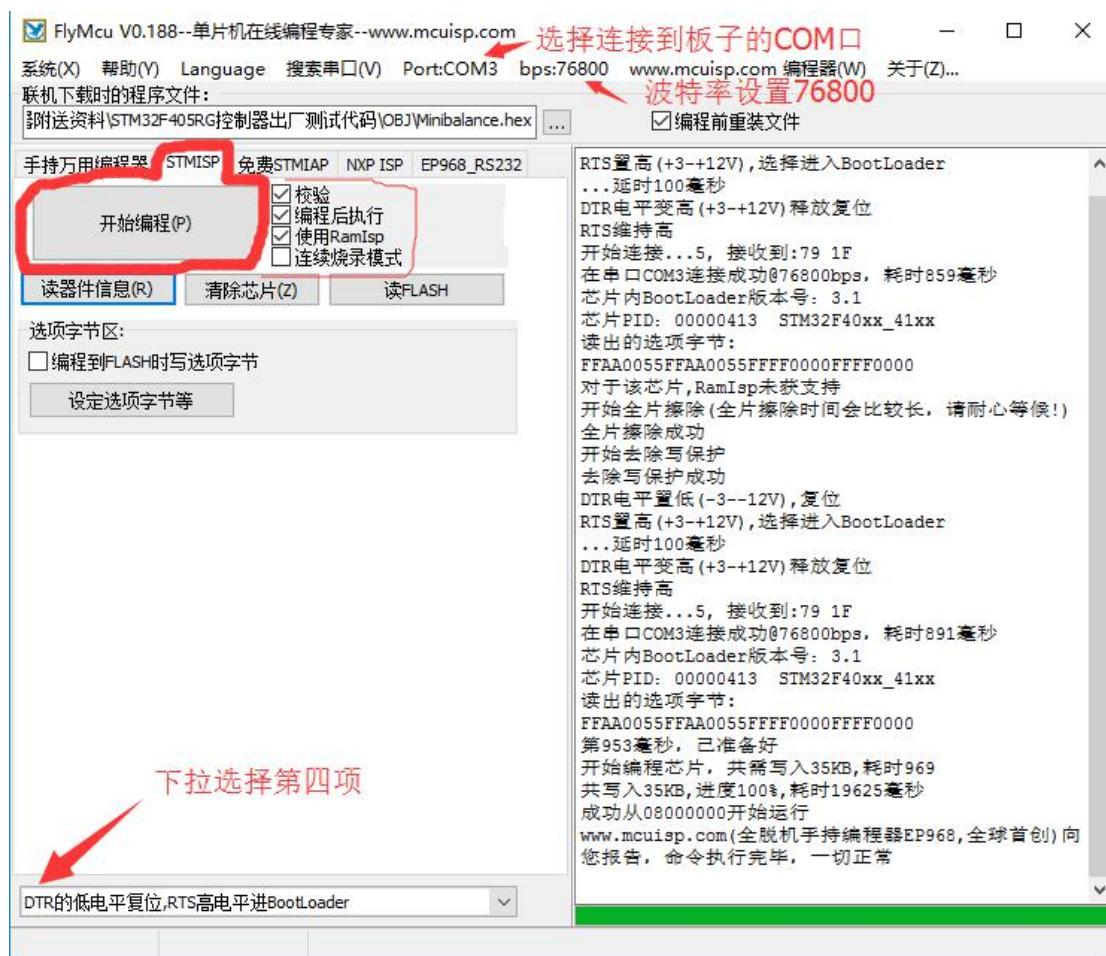 FlyMcu V0.188--单片机在线编程专家--www.mcuisp.com
选择连接到板子的COM口
系统(X) 帮助(Y) Language 搜索串口(V) Port:COM3 bps:76800 www.mcuisp.com 编程器(W) 关于(Z)...
联机下载时的程序文件：
波特率设置76800
附送资料\STM32F405RG控制器出厂测试代码\OBJ\Minibalance.hex ...
编程前重装文件
手持万用编程器 STMISP 免费STMIAP NXP ISP EP968_RS232
开始编程(P)
校验
编程后执行
使用RamIsp
连续烧录模式
读器件信息(R) 清除芯片(Z) 读FLASH
选项字节区:
编程到FLASH时写选项字节
设定选项字节等
下拉选择第四项
DTR的低电平复位,RTS高电平进BootLoader
RTS置高(+3-+12V),选择进入BootLoader
...延时100毫秒
DTR电平变高(+3-+12V)释放复位
RTS维持高
开始连接...5, 接收到:79 1F
在串口COM3连接成功@76800bps, 耗时859毫秒
芯片内BootLoader版本号: 3.1
芯片PID: 00000413 STM32F40xx_41xx
读出的选项字节:
FFAA0055FFAA0055FFFF0000FFFF0000
对于该芯片,RamIsp未获支持
开始全片擦除(全片擦除时间会比较长, 请耐心等候!)
全片擦除成功
开始去除写保护
去除写保护成功
DTR电平置低(-3--12V),复位
RTS置高(+3-+12V),选择进入BootLoader
...延时100毫秒
DTR电平变高(+3-+12V)释放复位
RTS维持高
开始连接...5, 接收到:79 1F
在串口COM3连接成功@76800bps, 耗时891毫秒
芯片内BootLoader版本号: 3.1
芯片PID: 00000413 STM32F40xx_41xx
读出的选项字节:
FFAA0055FFAA0055FFFF0000FFFF0000
第953毫秒, 已准备好
开始编程芯片, 共需写入35KB,耗时969
共写入35KB,进度100%,耗时19625毫秒
成功从08000000开始运行
www.mcuisp.com(全脱机手持编程器EP968,全球首创)向
您报告, 命令执行完毕, 一切正常